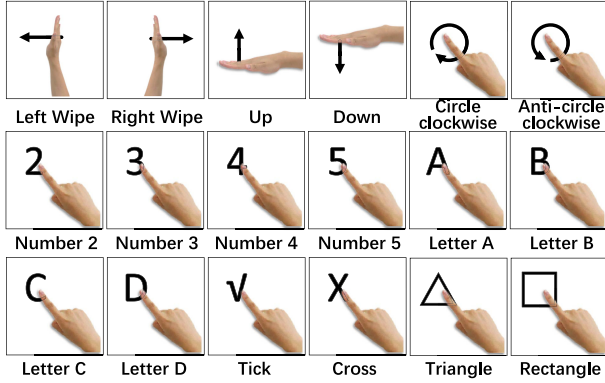 Left Wipe
Right Wipe
Up
Down
Circle
clockwise
Anti-circle
clockwise
2
3
4
5
A
B
Number 2
Number 3
Number 4
Number 5
Letter A
Letter B
C
D
√
X
Letter C
Letter D
Tick
Cross
Triangle
Rectangle